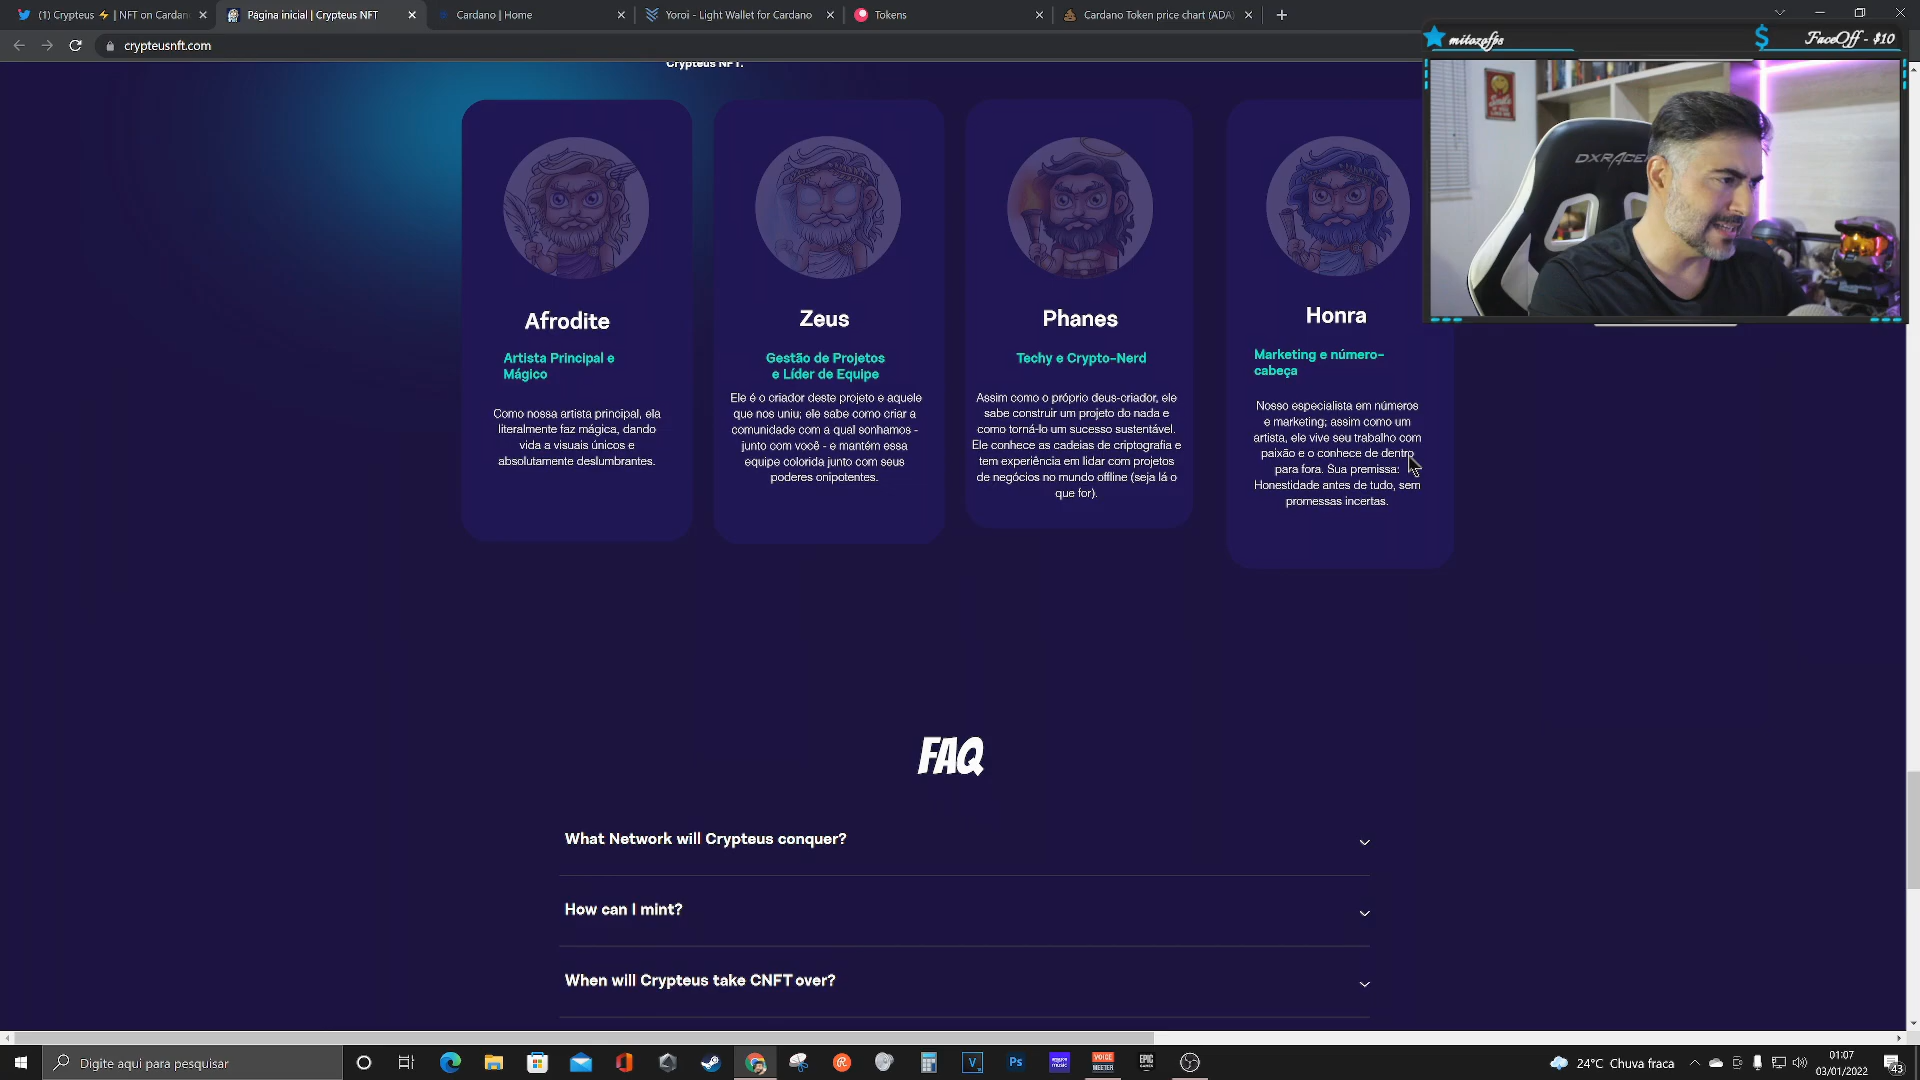 (1) Crypteus ⚡ | NFT on Cardan
Página inicial | Crypteus NFT
Cardano | Home
Yoroi - Light Wallet for Cardano
Tokens
Cardano Token price chart (ADA)
crypteusnft.com
mitozofps
FaceOff - $10
DXRACER
Crypteus NFT.
Afrodite
Artista Principal e
Mágico
Como nossa artista principal, ela
literalmente faz mágica, dando
vida a visuais únicos e
absolutamente deslumbrantes.
Zeus
Gestão de Projetos
e Líder de Equipe
Ele é o criador deste projeto e aquele
que nos uniu; ele sabe como criar a
comunidade com a qual sonhamos -
junto com você - e mantém essa
equipe colorida junto com seus
poderes onipotentes.
Phanes
Techy e Crypto-Nerd
Assim como o próprio deus-criador, ele
sabe construir um projeto do nada e
como torná-lo um sucesso sustentável.
Ele conhece as cadeias de criptografia e
tem experiência em lidar com projetos
de negócios no mundo offline (seja lá o
que for).
Honra
Marketing e número-
cabeça
Nosso especialista em números
e marketing; assim como um
artista, ele vive seu trabalho com
paixão e o conhece de dentro
para fora. Sua premissa:
Honestidade antes de tudo, sem
promessas incertas.
FAQ
What Network will Crypteus conquer?
How can I mint?
When will Crypteus take CNFT over?
Digite aqui para pesquisar
Ps
VOICE
MEETER
EPIC
GAMES
24°C Chuva fraca
01:07
03/01/2022
43